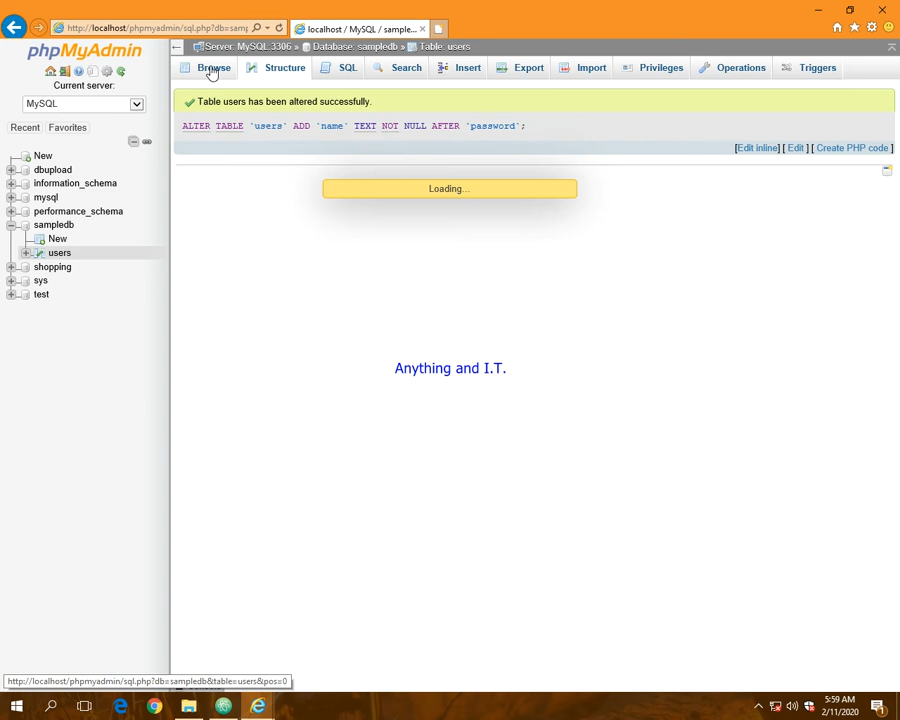 http://localhost/phpmyadmin/sql.php?db=samp
localhost / MySQL / sample...
phpMyAdmin
Server: MySQL:3306 » Database: sampledb » Table: users
Browse
Structure
SQL
Search
Insert
Export
Import
Privileges
Operations
Triggers
Current server:
MySQL
Table users has been altered successfully.
ALTER TABLE `users` ADD `name` TEXT NOT NULL AFTER `password`;
Recent
Favorites
[Edit inline] [ Edit ] [ Create PHP code ]
New
dbupload
information_schema
mysql
performance_schema
sampledb
New
users
shopping
sys
test
Loading...
Anything and I.T.
http://localhost/phpmyadmin/sql.php?db=sampledb&table=users&pos=0
5:59 AM
2/11/2020
1